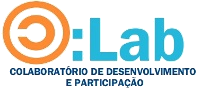 :Lab
COLABORATÓRIO DE DESENVOLVIMENTO
E PARTICIPAÇÃO